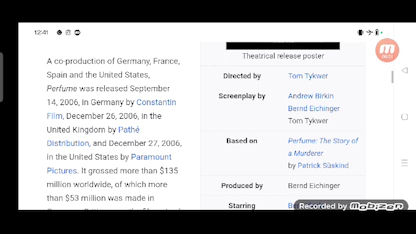 12:41
A co-production of Germany, France,
Spain and the United States,
Perfume was released September
14, 2006, in Germany by Constantin
Film, December 26, 2006, in the
United Kingdom by Pathé
Distribution, and December 27, 2006,
in the United States by Paramount
Pictures. It grossed more than $135
million worldwide, of which more
than $53 million was made in
Theatrical release poster
Directed by Tom Tykwer
Screenplay by Andrew Birkin
Bernd Eichinger
Tom Tykwer
Based on Perfume: The Story of
a Murderer
by Patrick Süskind
Produced by Bernd Eichinger
Starring
Recorded by Mobizen